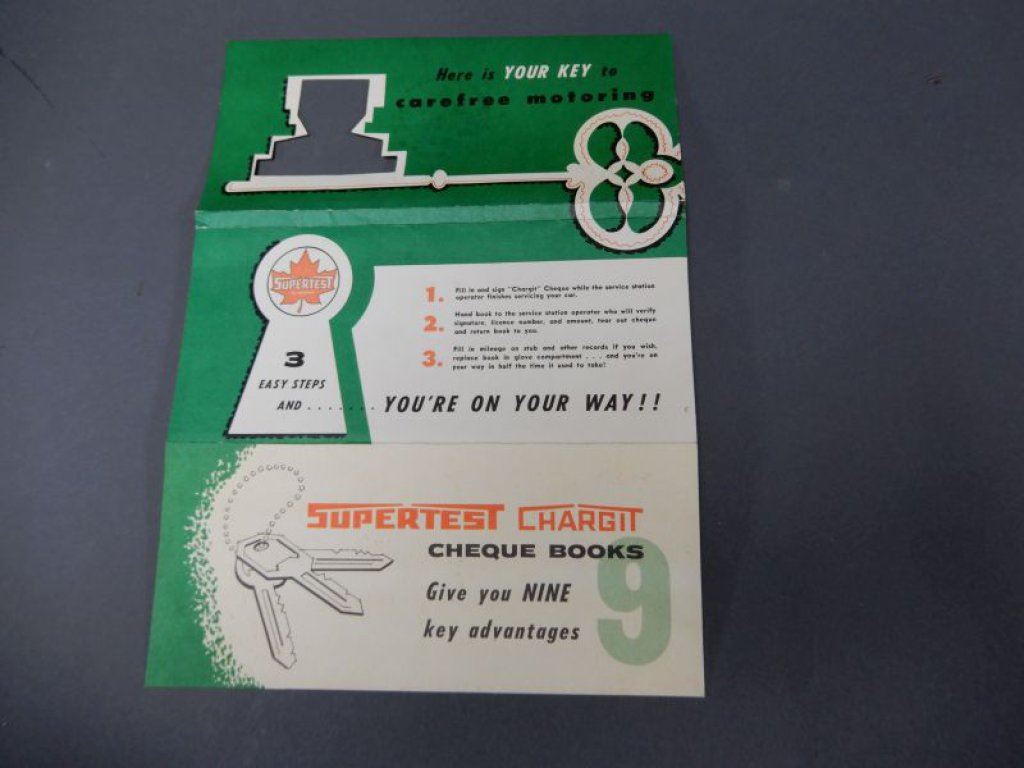 Here is YOUR KEY to
carefree motoring
SUPERTEST
1. Fill in and sign "Chargit" Cheque while the service station
operator finishes servicing your car.
2. Hand book to the service station operator who will verify
signature, licence number, and amount, tear out cheque
and return book to you.
3. Fill in mileage on stub and other records if you wish,
replace book in glove compartment . . . and you're on
your way in half the time it used to take!
3
EASY STEPS
AND ....... YOU'RE ON YOUR WAY!!
SUPERTEST CHARGIT
CHEQUE BOOKS
Give you NINE
key advantages
9